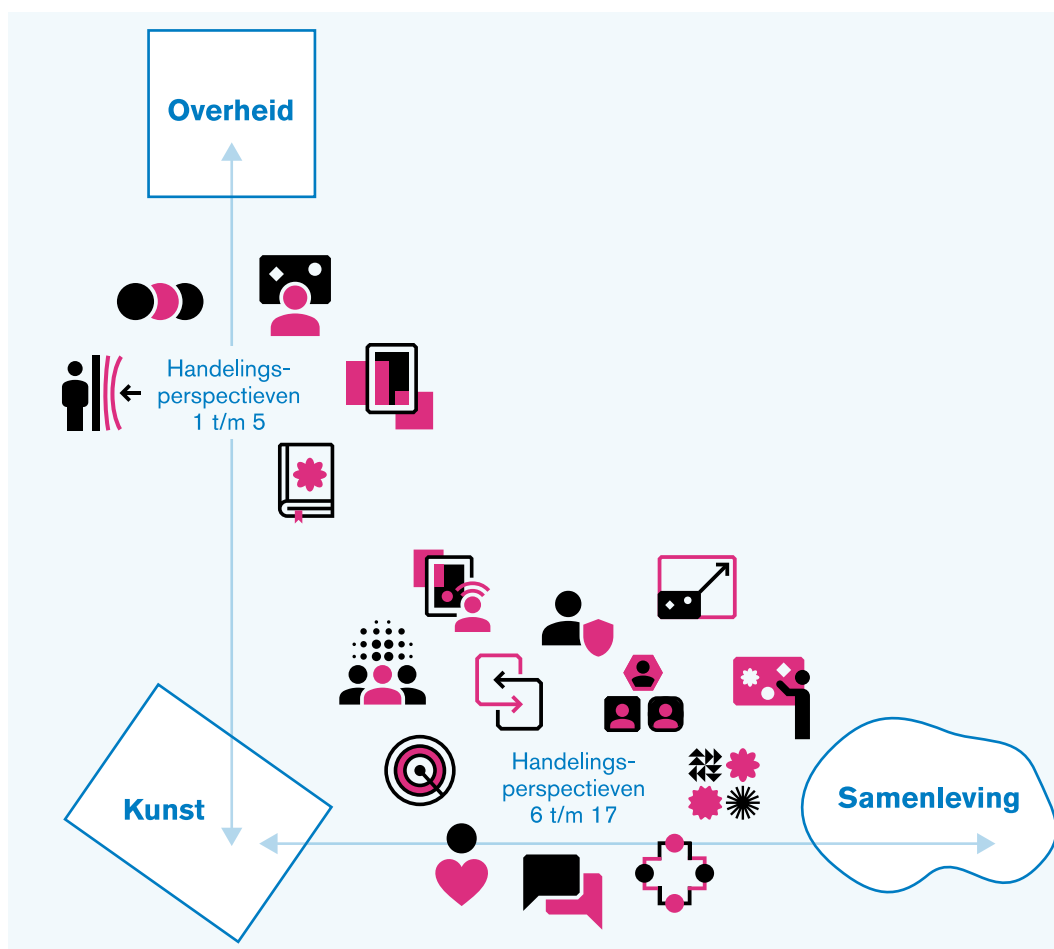 Overheid
Handelings-
perspectieven
1 t/m 5
Handelings-
perspectieven
6 t/m 17
Kunst
Samenleving